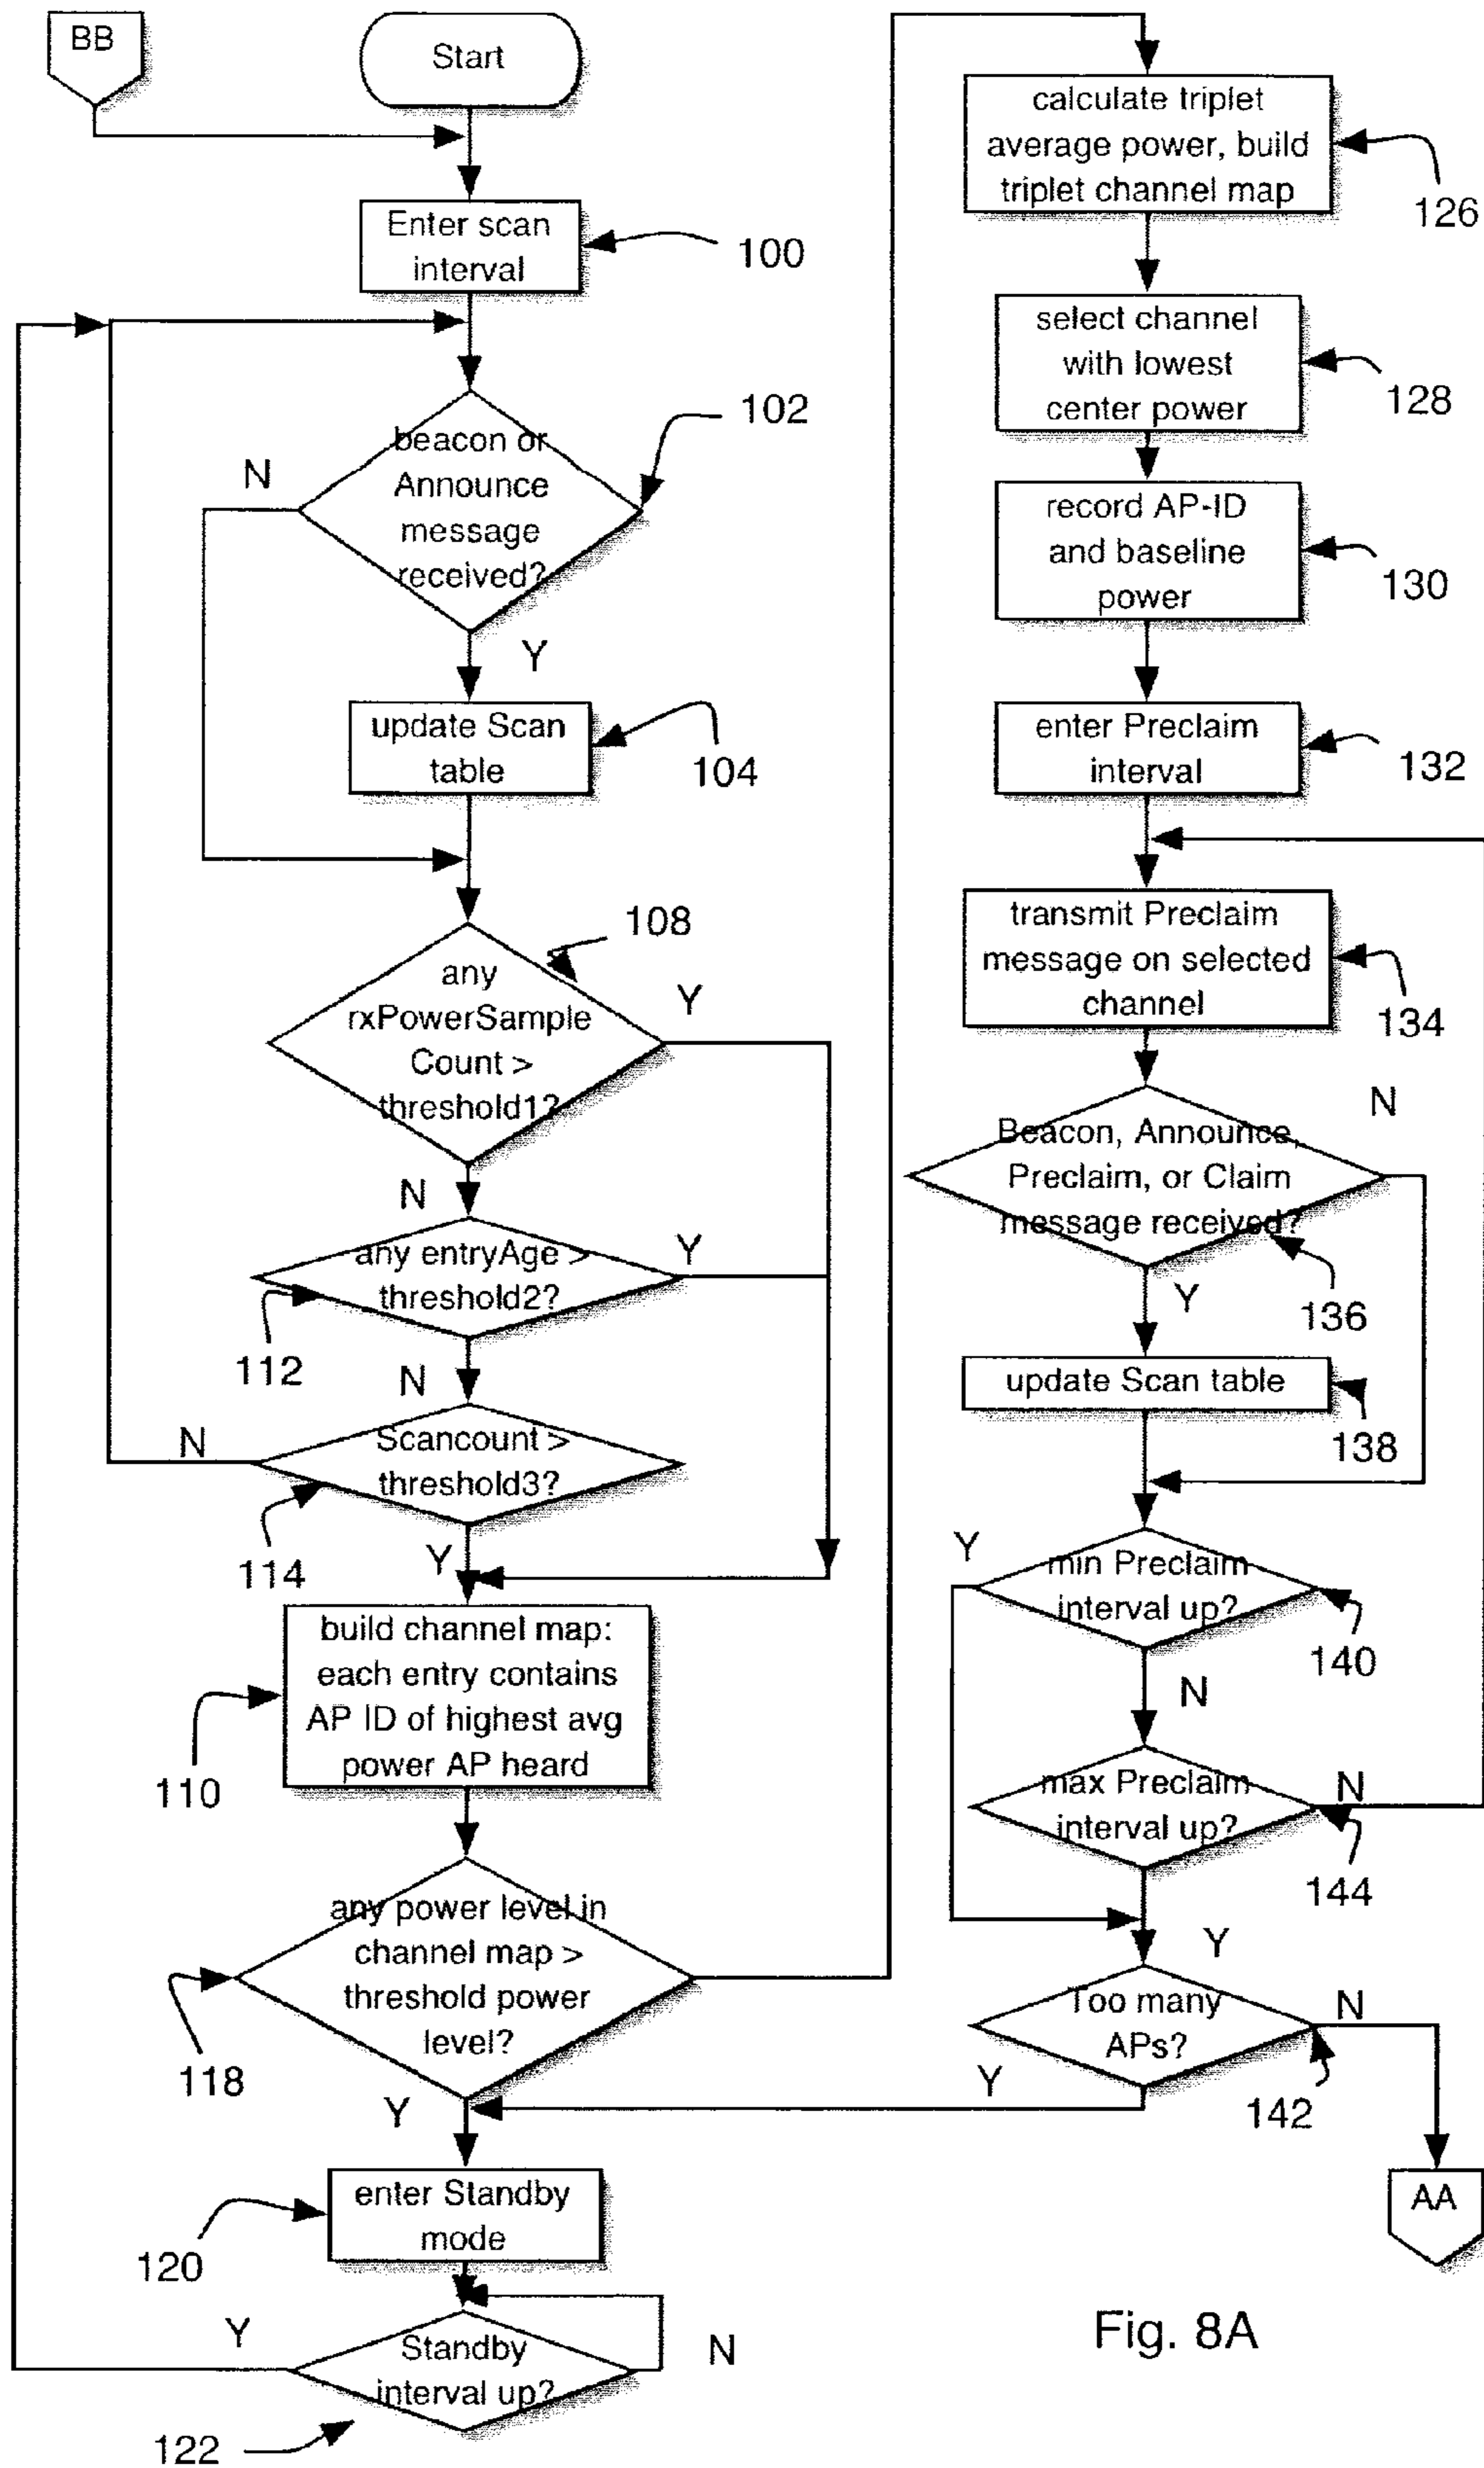 BB
Start
Enter scan
interval
100
beacon or
Announce
message
received?
102
N
Y
update Scan
table
104
any
rxPowerSample
Count >
threshold1?
108
Y
N
any entryAge >
threshold2?
Y
112
N
Scancount >
threshold3?
N
114
Y
build channel map:
each entry contains
AP ID of highest avg
power AP heard
110
any power level in
channel map >
threshold power
level?
118
Y
enter Standby
mode
120
Standby
interval up?
Y
N
122
calculate triplet
average power, build
triplet channel map
126
select channel
with lowest
center power
128
record AP-ID
and baseline
power
130
enter Preclaim
interval
132
transmit Preclaim
message on selected
channel
134
Beacon, Announce,
Preclaim, or Claim
message received?
N
136
Y
update Scan table
138
min Preclaim
interval up?
Y
140
N
max Preclaim
interval up?
N
144
Y
Too many
APs?
N
Y
142
AA
Fig. 8A